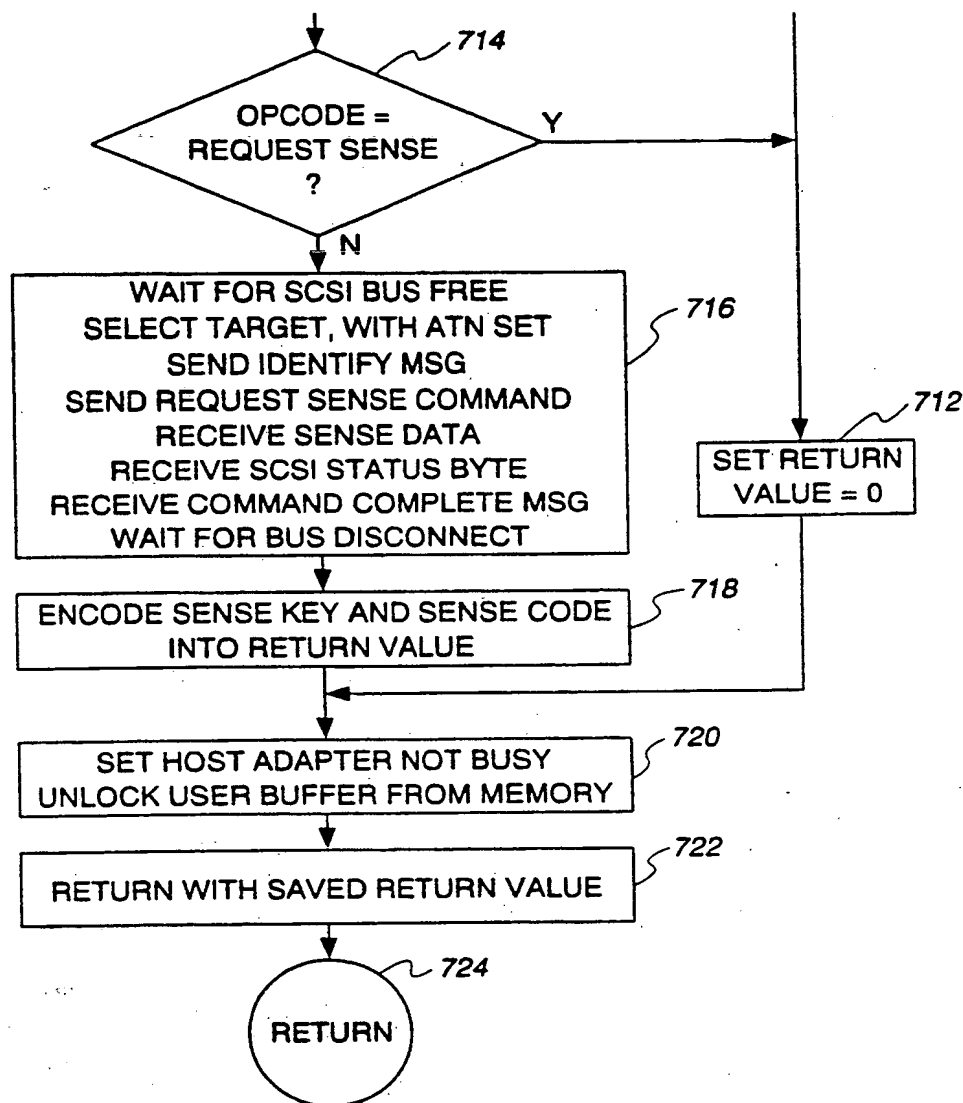 714
OPCODE =
REQUEST SENSE
?
Y
N
WAIT FOR SCSI BUS FREE
SELECT TARGET, WITH ATN SET
SEND IDENTIFY MSG
SEND REQUEST SENSE COMMAND
RECEIVE SENSE DATA
RECEIVE SCSI STATUS BYTE
RECEIVE COMMAND COMPLETE MSG
WAIT FOR BUS DISCONNECT
716
712
SET RETURN
VALUE = 0
718
ENCODE SENSE KEY AND SENSE CODE
INTO RETURN VALUE
720
SET HOST ADAPTER NOT BUSY
UNLOCK USER BUFFER FROM MEMORY
722
RETURN WITH SAVED RETURN VALUE
724
RETURN